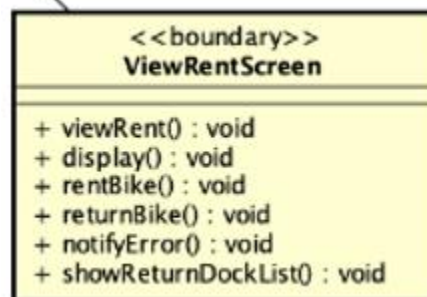 <<boundary>>
ViewRentScreen
+ viewRent() : void
+ display() : void
+ rentBike() : void
+ returnBike() : void
+ notifyError() : void
+ showReturnDockList() : void